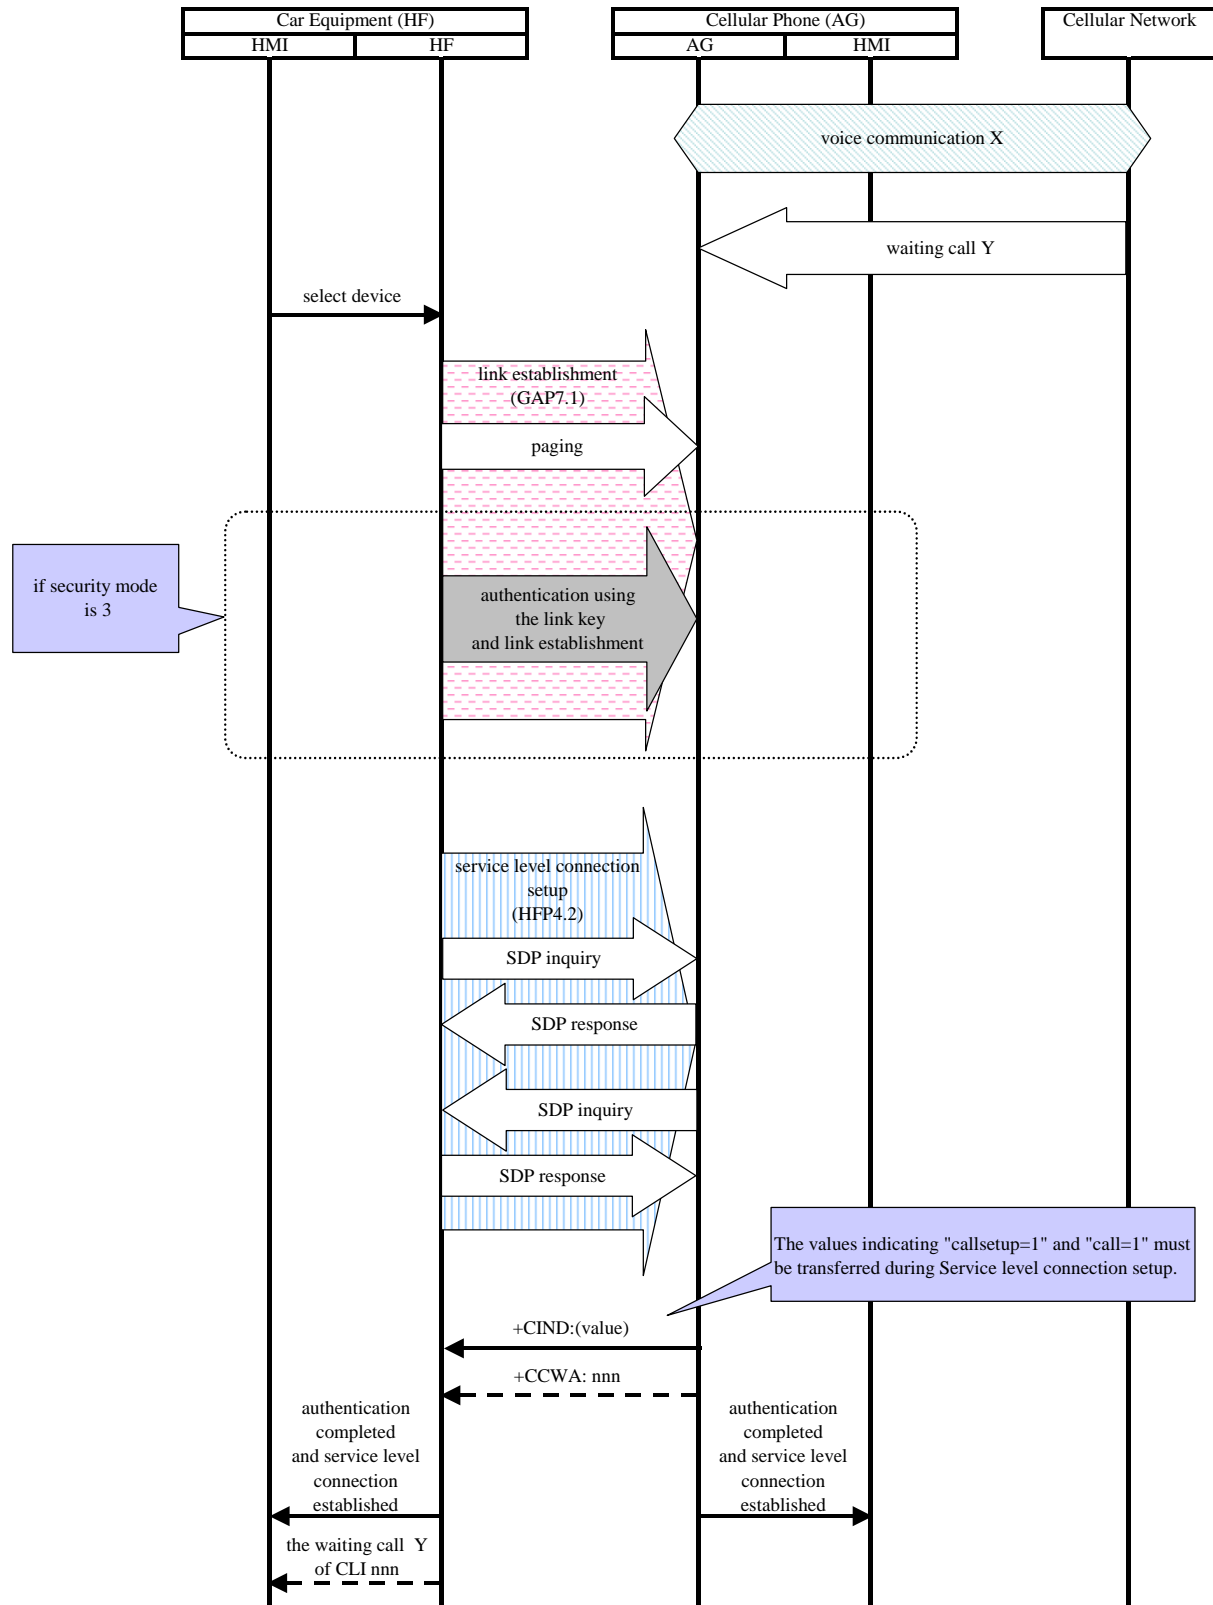 Car Equipment (HF)
Cellular Phone (AG)
Cellular Network
HMI
HF
AG
HMI
voice communication X
waiting call Y
select device
link establishment
(GAP7.1)
paging
if security mode
is 3
authentication using
the link key
and link establishment
service level connection
setup
(HFP4.2)
SDP inquiry
SDP response
SDP inquiry
SDP response
The values indicating "callsetup=1" and "call=1" must
be transferred during Service level connection setup.
+CIND:(value)
+CCWA: nnn
authentication
completed
and service level
connection
established
authentication
completed
and service level
connection
established
the waiting call Y
of CLI nnn